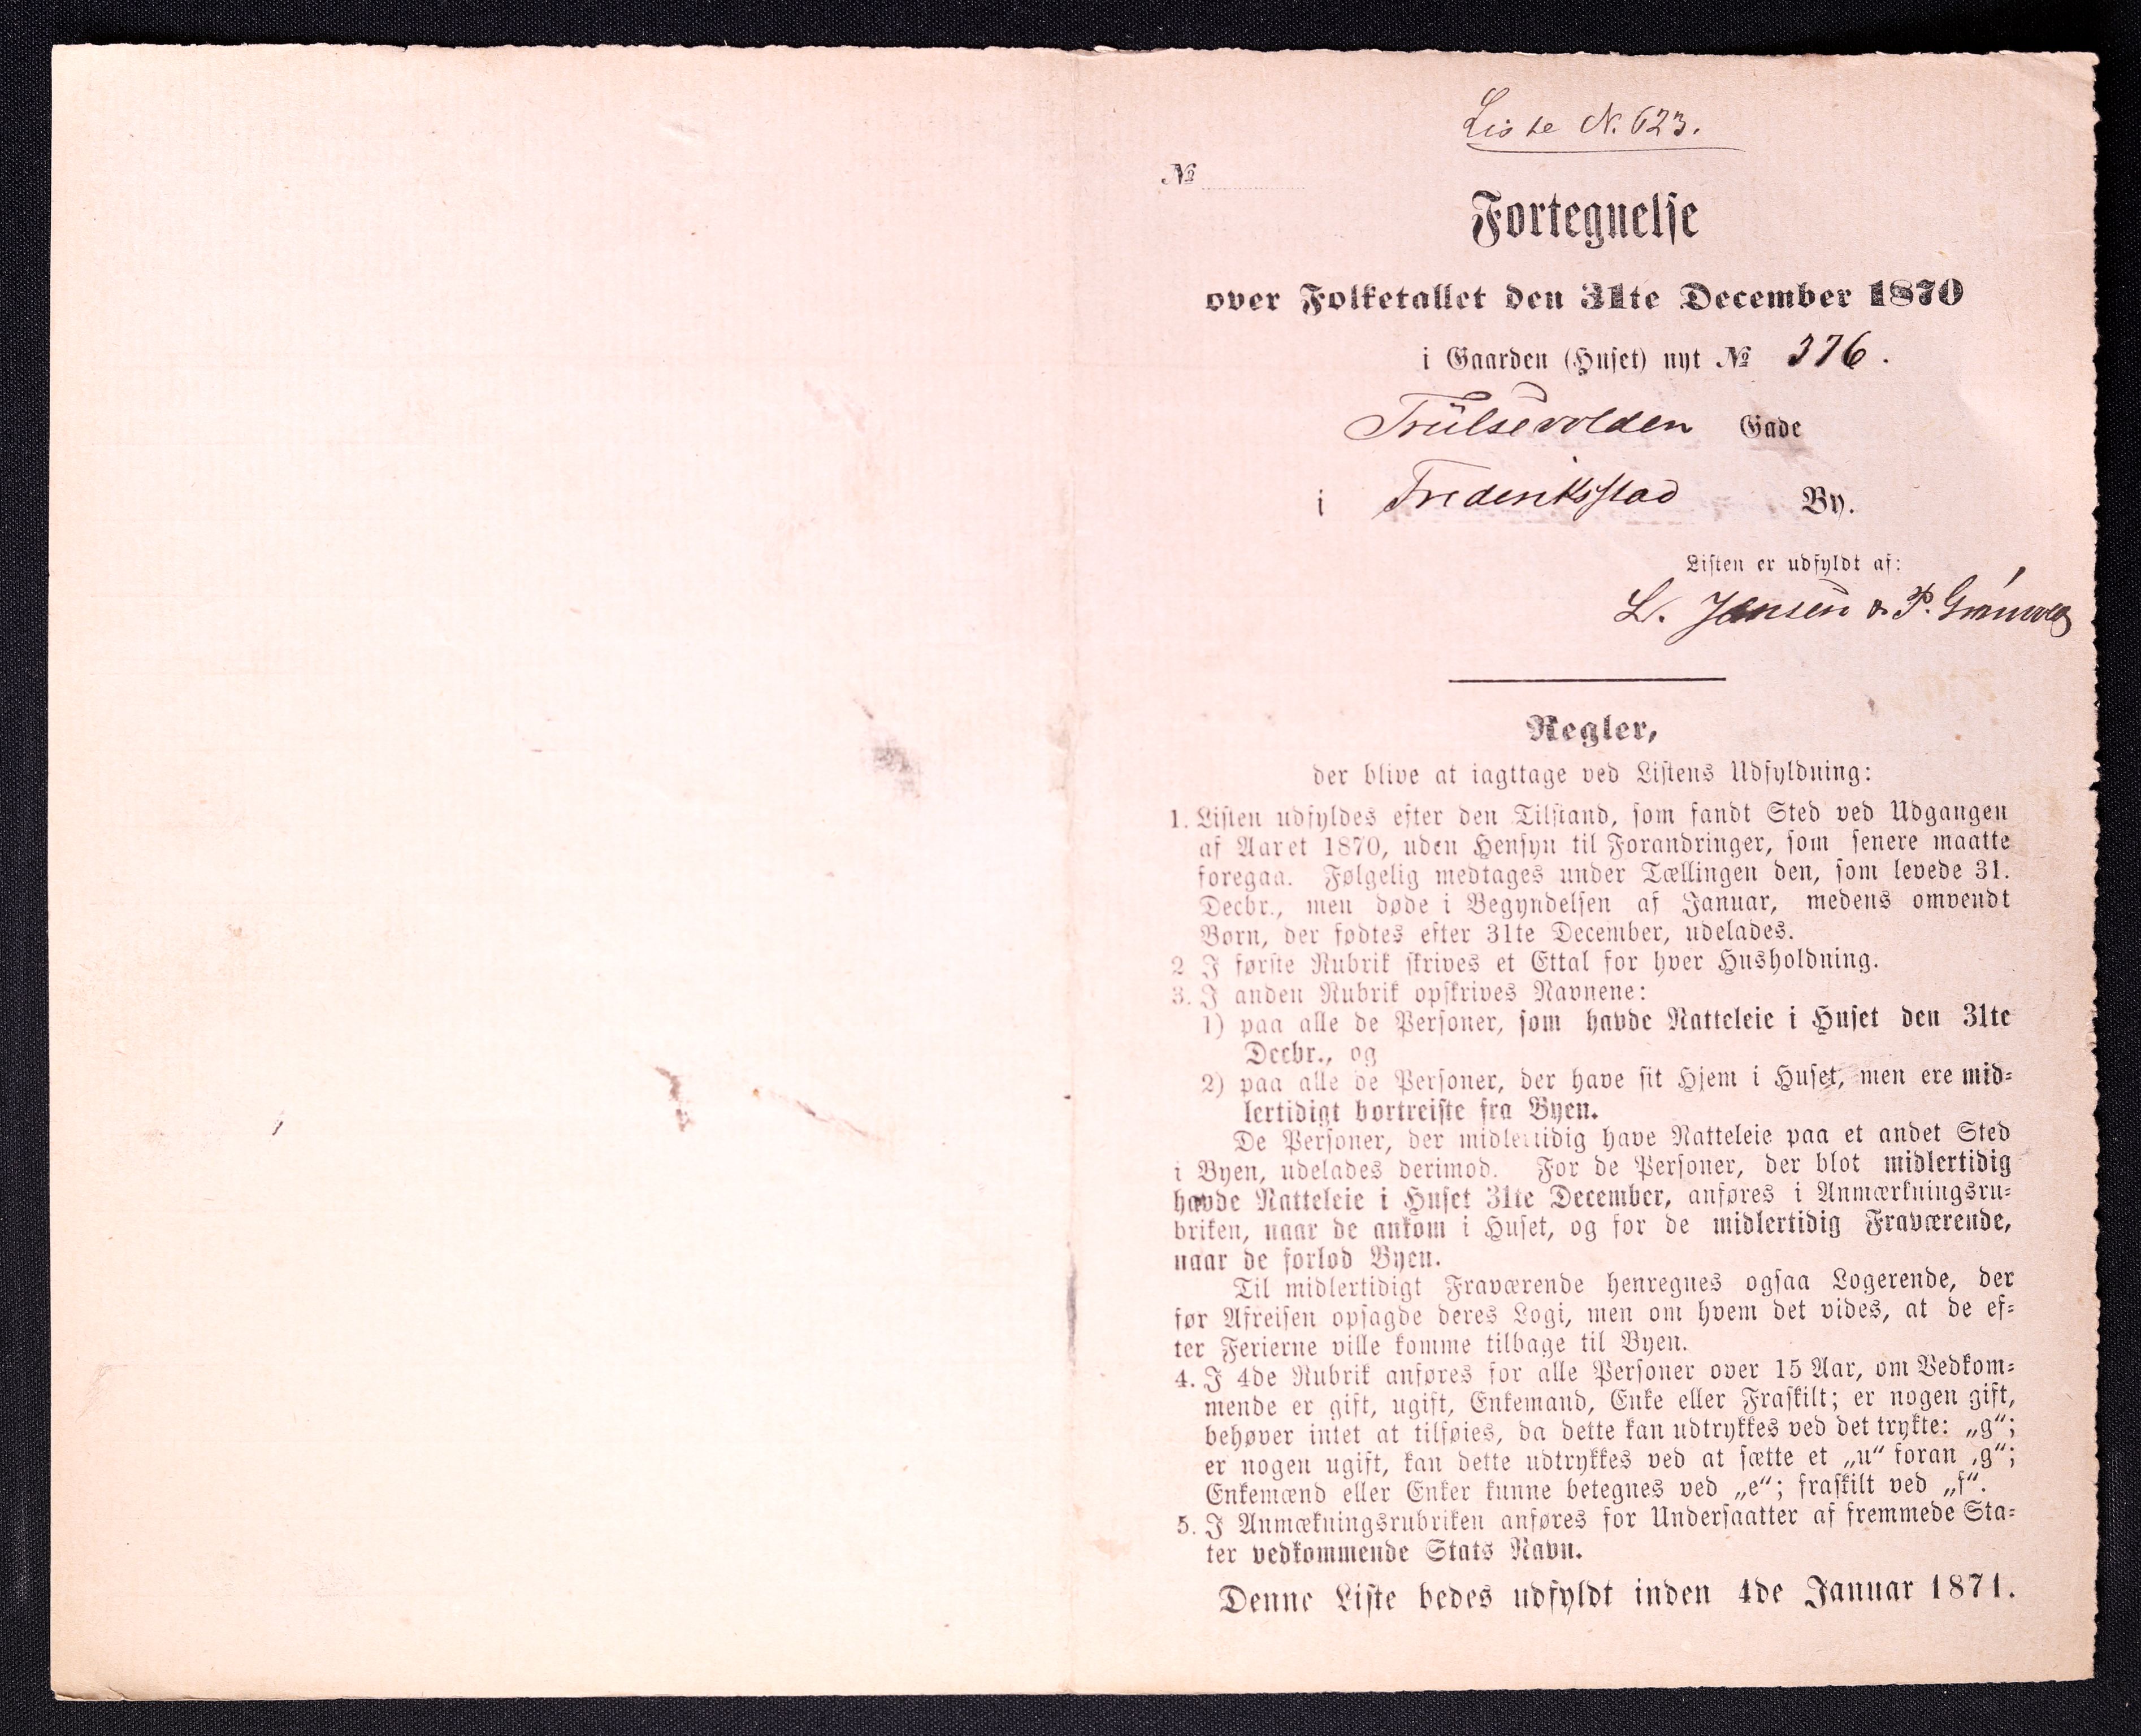 Liste N. 623.
№
Fortegnelse
over Folketallet den 31te December 1870
i Gaarden (Huset) nyt № 376.
Trülsevolden Gade
i Frederiksstad By.
Listen er udfyldt af:
L. Jensen & P.
Regler,
der blive at iagttage ved Listens Udfyldning:
1. Listen udfyldes efter den Tilstand, som fandt Sted ved Udgangen
af Aaret 1870, uden Hensyn til Forandringer, som senere maatte
foregaa. Følgelig medtages under Tællingen den, som levede 31.
Decbr., men døde i Begyndelsen af Januar, medens omvendt
Børn, der fødtes efter 31te December, udelades.
2 I første Rubrik skrives et Ettal for hver Husholdning.
3. I anden Rubrik opskrives Navnene:
1) paa alle de Personer, som havde Natteleie i Huset den 31te
Decbr., og
2) paa alle de Personer, der have sit Hjem i Huset, men ere mid-
lertidigt bortreiste fra Byen.
De Personer, der midlertidig have Natteleie paa et andet Sted
i Byen, udelades derimod. For de Personer, der blot midlertidig
havde Natteleie i Huset 31te December, anføres i Anmærkningsru-
briken, naar de ankom i Huset, og for de midlertidig Fraværende,
naar de forlod Byen.
Til midlertidigt Fraværende henregnes ogsaa Logerende, der
før Afreisen opsagde deres Logi, men om hvem det vides, at de ef-
ter Ferierne ville komme tilbage til Byen.
4. I 4de Rubrik anføres for alle Personer over 15 Aar, om Vedkom-
mende er gift, ugift, Enkemand, Enke eller Fraskilt; er nogen gift,
behøver intet at tilføies, da dette kan udtrykkes ved det trykte: „g“;
er nogen ugift, kan dette udtrykkes ved at sætte et „u“ foran ‚g“;
Enkemænd eller Enker kunne betegnes ved „e“; fraskilt ved „f“.
5. I Anmækningsrubriken anføres for Undersaatter af fremmede Sta-
ter vedkommende Stats Navn.
Denne Liste bedes udfyldt inden 4de Januar 1871.